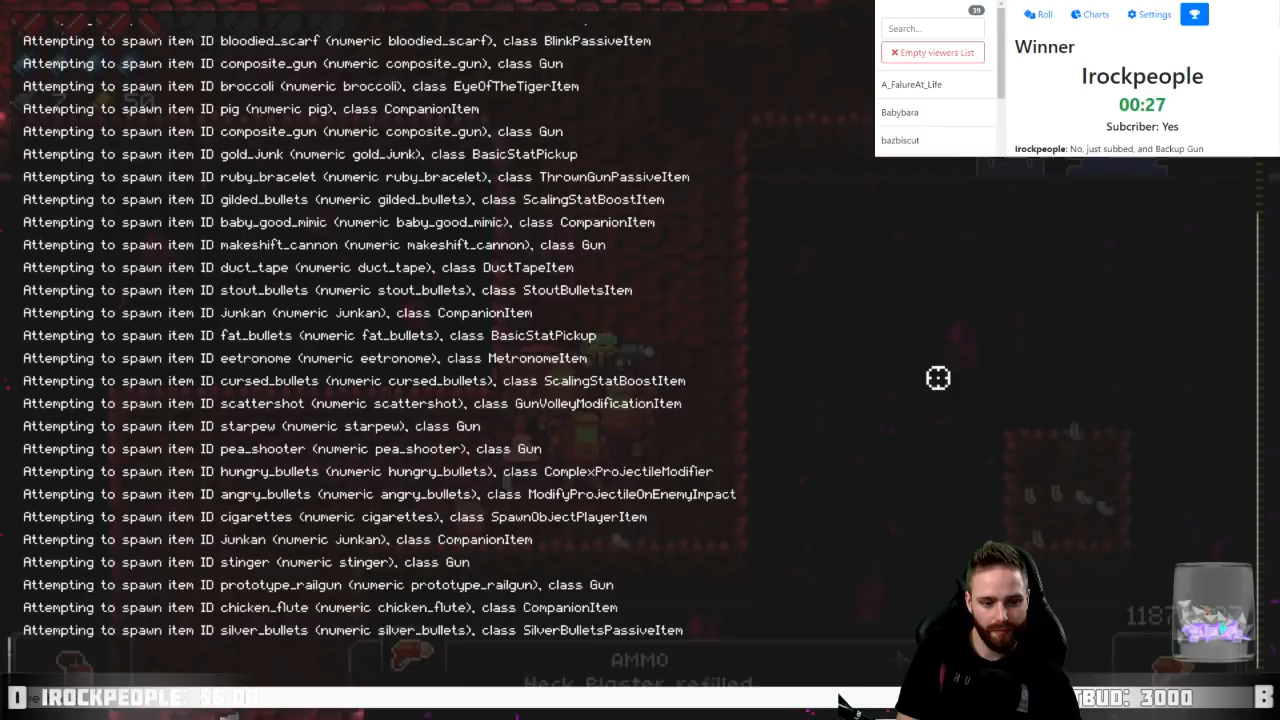 Attempting to spawn item ID bloodied_scarf (numeric bloodied_scarf), class BlinkPassiveItem
Attempting to spawn item ID composite_gun (numeric composite_gun), class Gun
Attempting to spawn item ID broccoli (numeric broccoli), class EyeOfTheTigerItem
Attempting to spawn item ID pig (numeric pig), class CompanionItem
Attempting to spawn item ID composite_gun (numeric composite_gun), class Gun
Attempting to spawn item ID gold_junk (numeric gold_junk), class BasicStatPickup
Attempting to spawn item ID ruby_bracelet (numeric ruby_bracelet), class ThrownGunPassiveItem
Attempting to spawn item ID gilded_bullets (numeric gilded_bullets), class ScalingStatBoostItem
Attempting to spawn item ID baby_good_mimic (numeric baby_good_mimic), class CompanionItem
Attempting to spawn item ID makeshift_cannon (numeric makeshift_cannon), class Gun
Attempting to spawn item ID duct_tape (numeric duct_tape), class DuctTapeItem
Attempting to spawn item ID stout_bullets (numeric stout_bullets), class StoutBulletsItem
Attempting to spawn item ID junkan (numeric junkan), class CompanionItem
Attempting to spawn item ID fat_bullets (numeric fat_bullets), class BasicStatPickup
Attempting to spawn item ID eetronome (numeric eetronome), class MetronomeItem
Attempting to spawn item ID cursed_bullets (numeric cursed_bullets), class ScalingStatBoostItem
Attempting to spawn item ID scattershot (numeric scattershot), class GunVolleyModificationItem
Attempting to spawn item ID starpew (numeric starpew), class Gun
Attempting to spawn item ID pea_shooter (numeric pea_shooter), class Gun
Attempting to spawn item ID hungry_bullets (numeric hungry_bullets), class ComplexProjectileModifier
Attempting to spawn item ID angry_bullets (numeric angry_bullets), class ModifyProjectileOnEnemyImpact
Attempting to spawn item ID cigarettes (numeric cigarettes), class SpawnObjectPlayerItem
Attempting to spawn item ID junkan (numeric junkan), class CompanionItem
Attempting to spawn item ID stinger (numeric stinger), class Gun
Attempting to spawn item ID prototype_railgun (numeric prototype_railgun), class Gun
Attempting to spawn item ID chicken_flute (numeric chicken_flute), class CompanionItem
Attempting to spawn item ID silver_bullets (numeric silver_bullets), class SilverBulletsPassiveItem
39
Search...
Empty viewers List
A_FalureAt_Life
Babybara
bazbiscut
Roll Charts Settings
Winner
Irockpeople
00:27
Subcriber: Yes
Irockpeople: No, just subbed, and Backup Gun
AMMO
Heck Blaster refilled
D IROCKPEOPLE:
TBUD: 3000 B